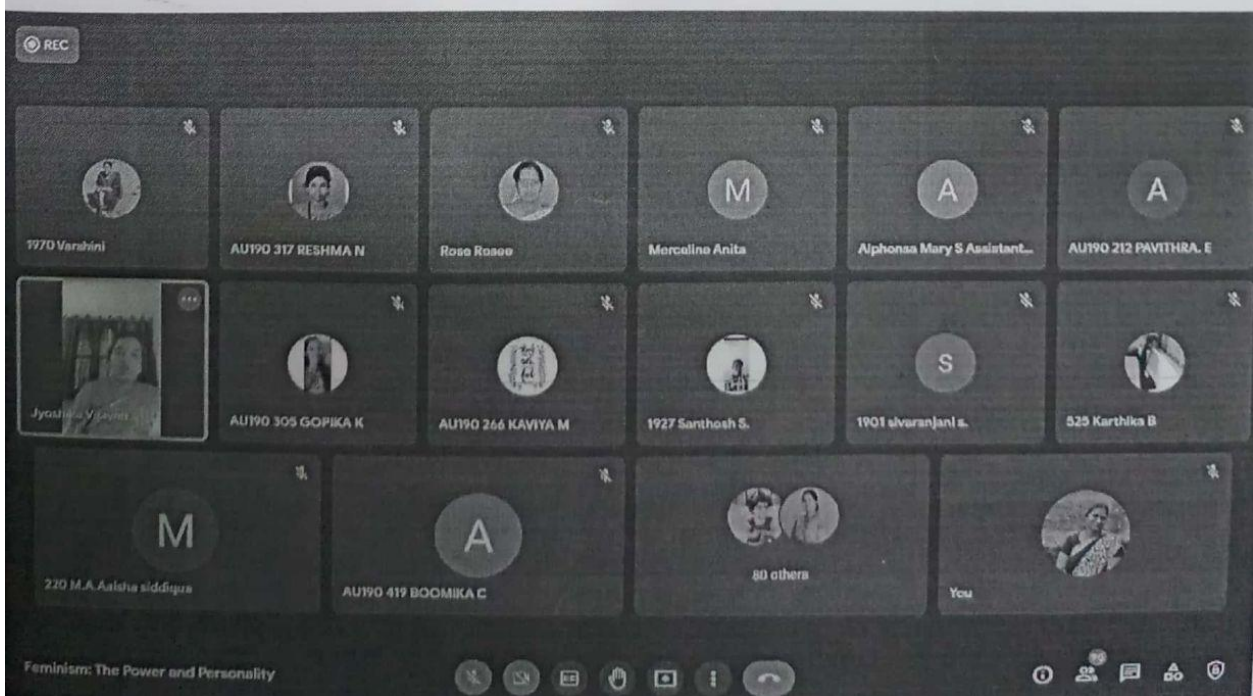 REC
1970 Varshini
AU190 317 RESHMA N
Rose Rosee
M
Merceline Anita
A
Alphonsa Mary S Assistant...
A
AU190 212 PAVITHRA. E
AU190 305 GOPIKA K
AU190 266 KAVIYA M
1927 Santhosh S.
S
1901 sivaranjani s.
525 Karthika B
M
220 M.A.Aaisha siddiqua
A
AU190 419 BOOMIKA C
80 others
You
Feminism: The Power and Personality